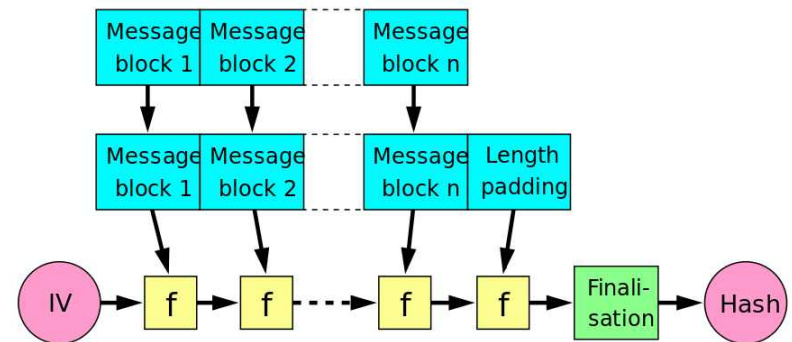 Message Message Message
block 1 block 2 block n
Message Message Message Length
block 1 block 2 block n padding
IV f f f f Finali- Hash
sation